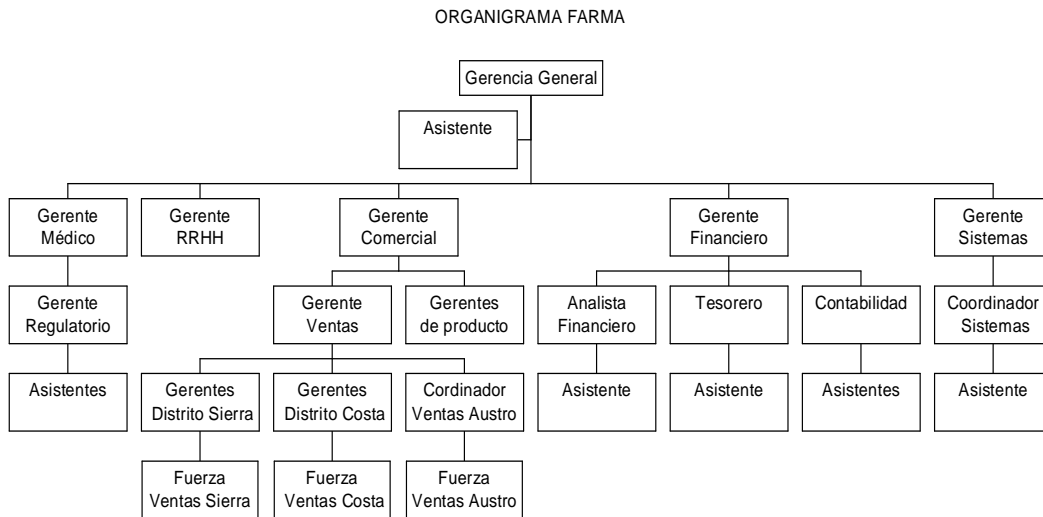 ORGANIGRAMA FARMA
Gerencia General
Asistente
Gerente
Médico
Gerente
RRHH
Gerente
Comercial
Gerente
Financiero
Gerente
Sistemas
Gerente
Regulatorio
Gerente
Ventas
Gerentes
de producto
Analista
Financiero
Tesorero
Contabilidad
Coordinador
Sistemas
Asistentes
Gerentes
Distrito Sierra
Gerentes
Distrito Costa
Cordinador
Ventas Austro
Asistente
Asistente
Asistentes
Asistente
Fuerza
Ventas Sierra
Fuerza
Ventas Costa
Fuerza
Ventas Austro